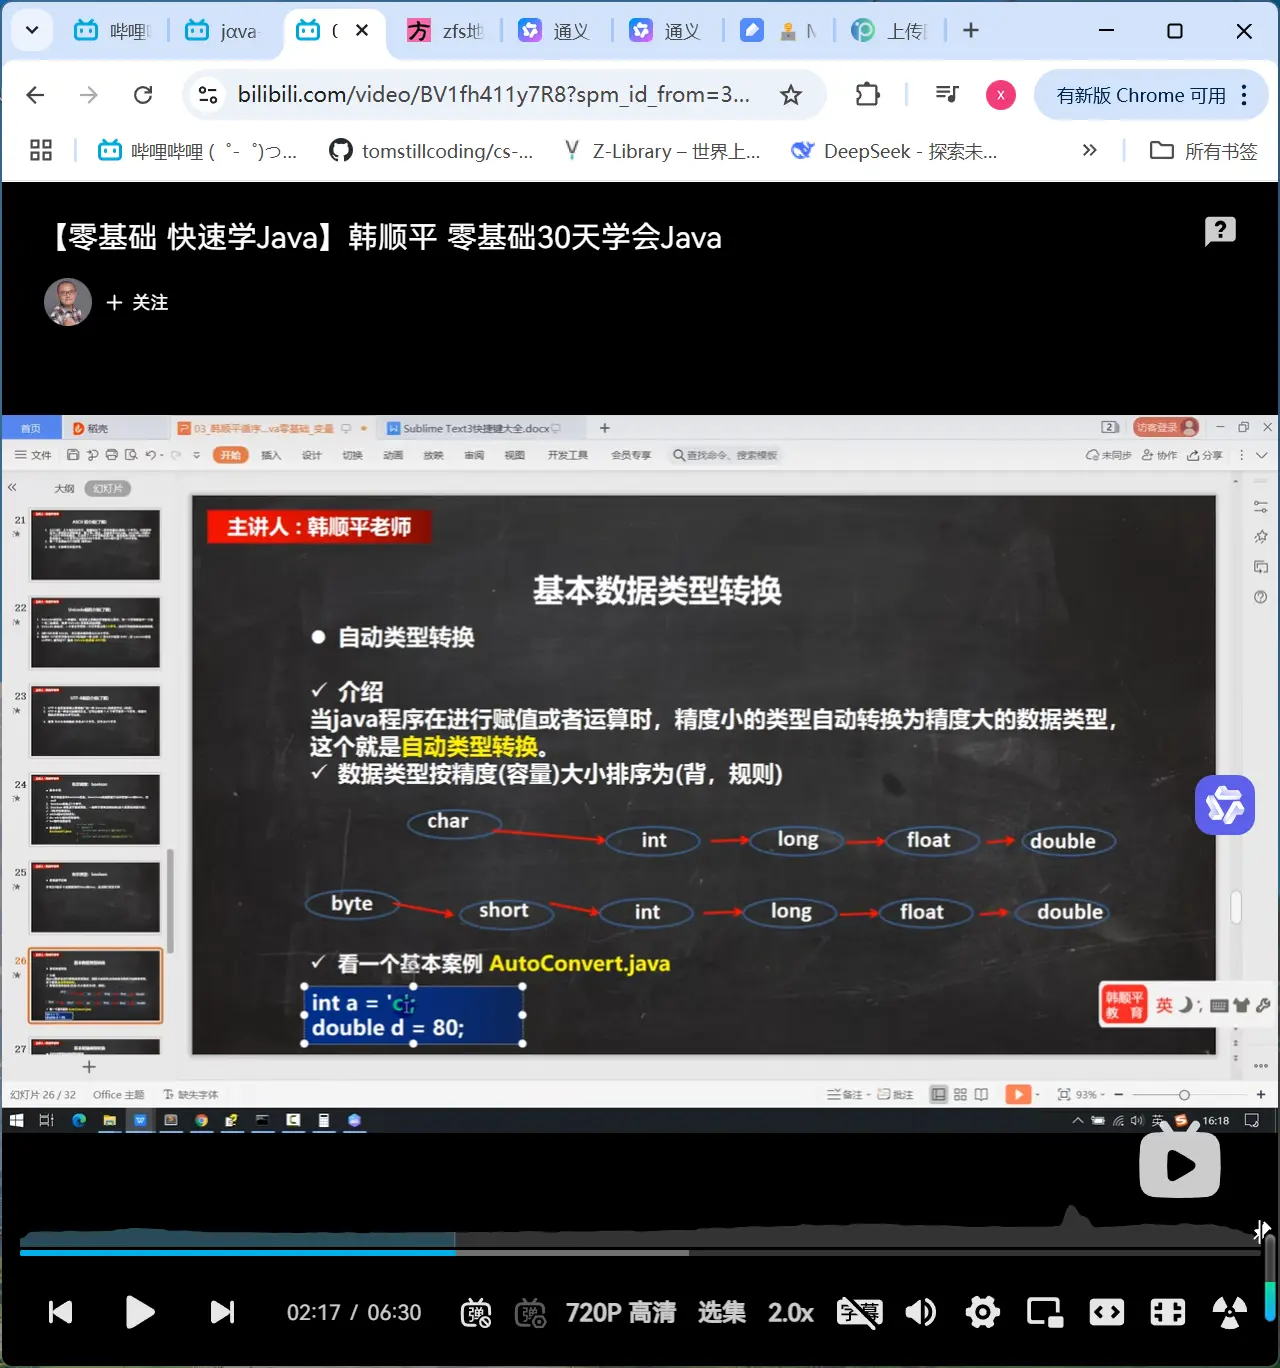 哔哩
java-
(
方
zfs地
通义
通义
上传
bilibili.com/video/BV1fh411y7R8?spm_id_from=3...
x
有新版 Chrome 可用
哔哩哔哩 (゜-゜)つ...
tomstillcoding/cs-...
Z-Library – 世界上...
DeepSeek - 探索未...
所有书签
【零基础 快速学Java】韩顺平 零基础30天学会Java
关注
首页
稻壳
03_韩顺平循序...va零基础_变量
Sublime Text3快捷键大全.docx
访客登录
文件
开始
插入
设计
切换
动画
放映
审阅
视图
开发工具
会员专享
查找命令、搜索模板
未同步
协作
分享
大纲
幻灯片
21
22
23
24
25
26
27
主讲人：韩顺平老师
基本数据类型转换
自动类型转换
介绍
当java程序在进行赋值或者运算时，精度小的类型自动转换为精度大的数据类型，
这个就是自动类型转换。
数据类型按精度(容量)大小排序为(背，规则)
char
int
long
float
double
byte
short
int
long
float
double
看一个基本案例 AutoConvert.java
int a = 'c';
double d = 80;
韩顺平
教 育
英
幻灯片 26 / 32
Office 主题
缺失字体
备注
批注
93%
英
16:18
02:17 / 06:30
弹
弹
720P 高清
选集
2.0x
字幕